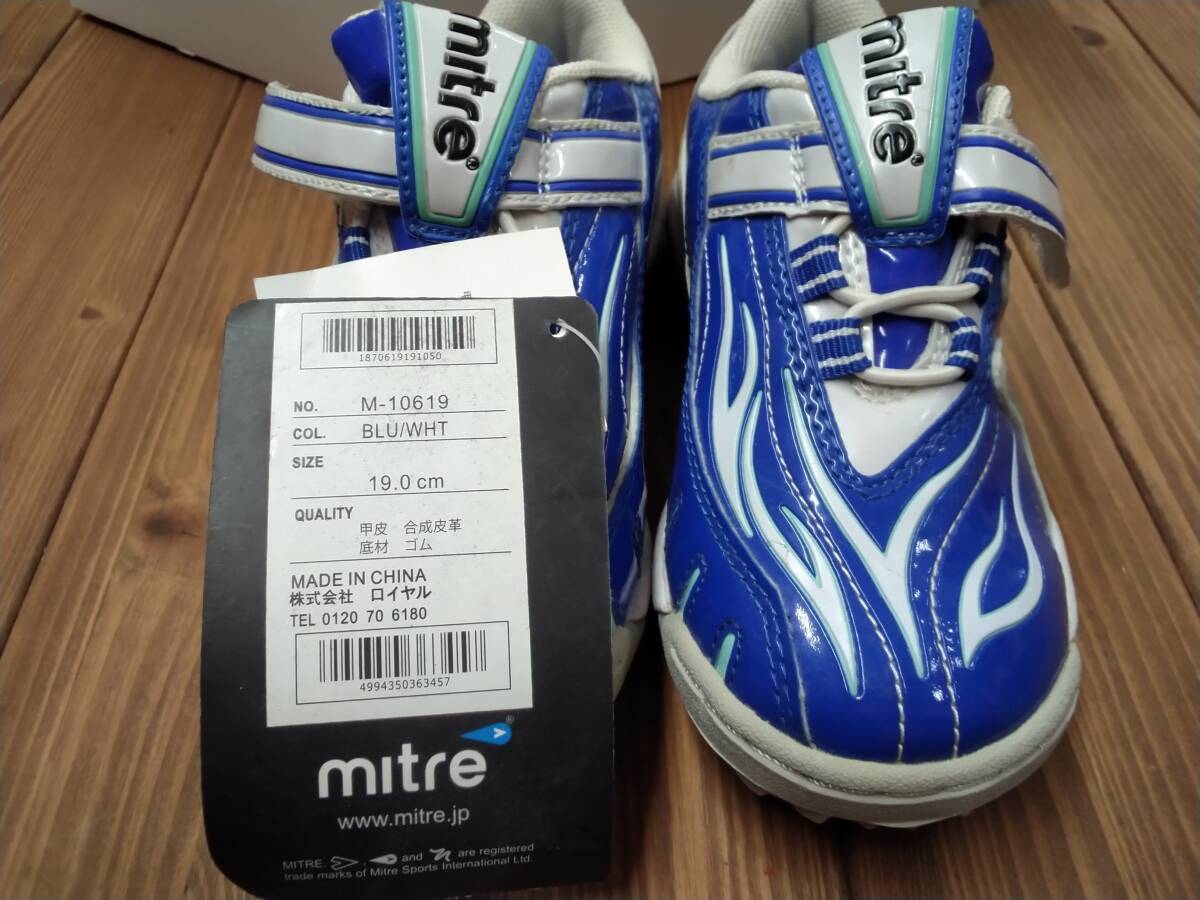 mitre
mitre
1870619191050
NO. M-10619
COL. BLU/WHT
SIZE
19.0 cm
QUALITY
甲皮 合成皮革
底材 ゴム
MADE IN CHINA
株式会社 ロイヤル
TEL 0120 70 6180
4994350363457
mitre®
www.mitre.jp
MITRE. , and are registered
trade marks of Mitre Sports International Ltd.